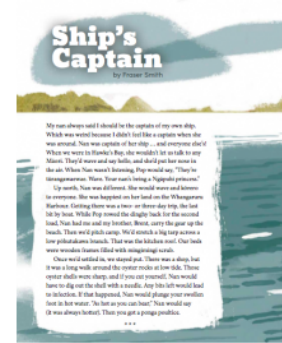 Ship's
Captain
by Fraser Smith
My nan always said I should be the captain of my own ship.
Which was weird because I didn't feel like a captain when she
was around. Nan was captain of her ship . . . and everyone else's!
When we were in Hawke's Bay, she wouldn't let us talk to any
Māori. They'd wave and say hello, and she'd put her nose in
the air. When Nan wasn't listening, Pop would say, "They're
tūrangawaewae. Wave. Your nan's being a Ngāpuhi princess."
Up north, Nan was different. She would wave and kōrero
to everyone. She was happiest on her land on the Whangaruru
Harbour. Getting there was a two- or three-day trip, the last
bit by boat. While Pop rowed the dinghy back for the second
load, Nan had me and my brother, Brent, carry the gear up the
beach. Then we'd pitch camp. We'd stretch a big tarp across a
low pōhutukawa branch. That was the kitchen roof. Our beds
were wooden frames filled with mingimingi scrub.
Once we'd settled in, we stayed put. There was a shop, but
it was a long walk around the oyster rocks at low tide. Those
oyster shells were sharp, and if you cut yourself, Nan would
have to dig out the shell with a needle. Any bits left would lead
to infection. If that happened, Nan would plunge your swollen
foot in hot water. "As hot as you can bear," Nan would say
(it was always hotter). Then you got a ponga poultice.
* * *